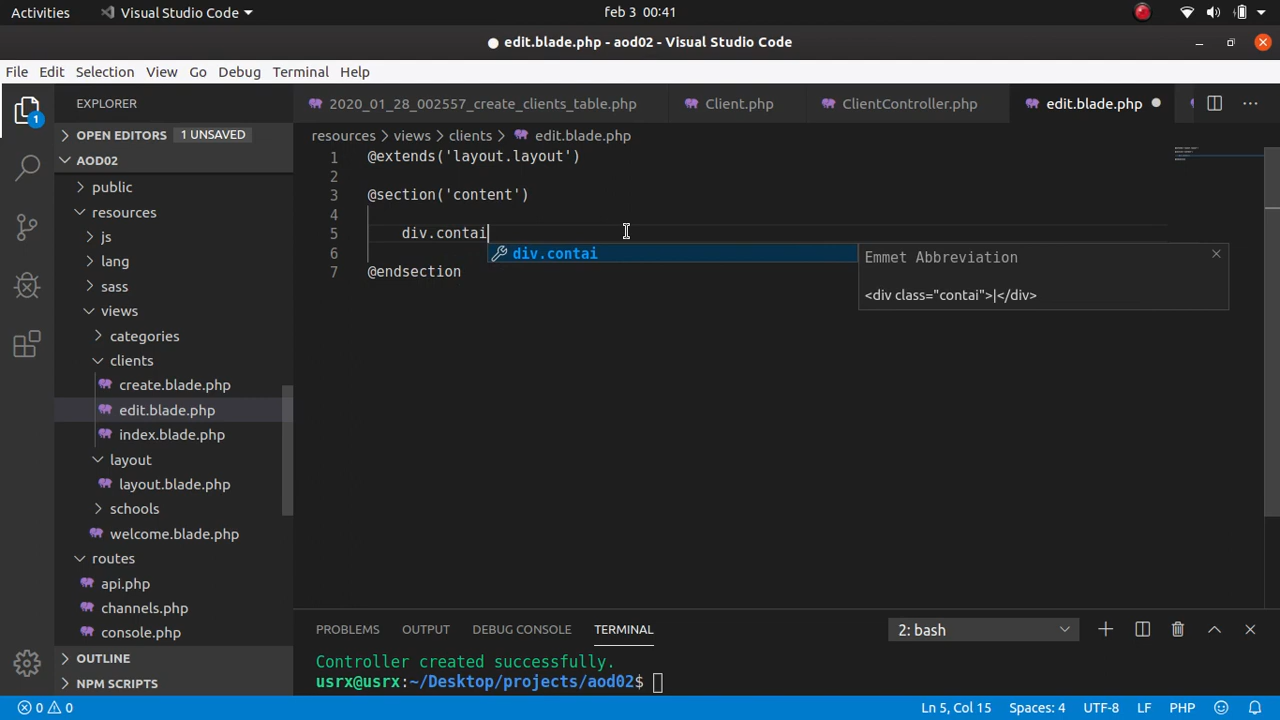 Activities
Visual Studio Code
feb 3 00:41
● edit.blade.php - aod02 - Visual Studio Code
File Edit Selection View Go Debug Terminal Help
EXPLORER
2020_01_28_002557_create_clients_table.php
Client.php
ClientController.php
edit.blade.php
1
OPEN EDITORS 1 UNSAVED
AOD02
public
resources
js
lang
sass
views
categories
clients
create.blade.php
edit.blade.php
index.blade.php
layout
layout.blade.php
schools
welcome.blade.php
routes
api.php
channels.php
console.php
OUTLINE
NPM SCRIPTS
resources > views > clients > edit.blade.php
1 @extends('layout.layout')
2
3 @section('content')
4
5 div.contai
6
7 @endsection
div.contai
Emmet Abbreviation
<div class="contai">|</div>
PROBLEMS OUTPUT DEBUG CONSOLE TERMINAL
2: bash
Controller created successfully.
usrx@usrx:~/Desktop/projects/aod02$
0 0
Ln 5, Col 15 Spaces: 4 UTF-8 LF PHP